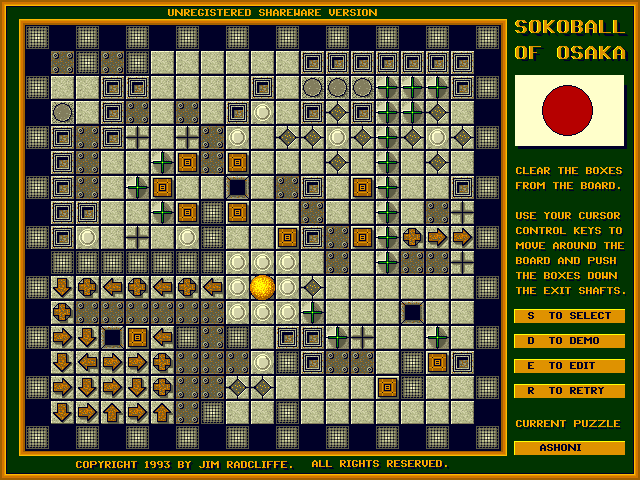 UNREGISTERED SHAREWARE VERSION
SOKOBALL
OF OSAKA
CLEAR THE BOXES
FROM THE BOARD.
USE YOUR CURSOR
CONTROL KEYS TO
MOVE AROUND THE
BOARD AND PUSH
THE BOXES DOWN
THE EXIT SHAFTS.
S TO SELECT
D TO DEMO
E TO EDIT
R TO RETRY
CURRENT PUZZLE
ASHONI
COPYRIGHT 1993 BY JIM RADCLIFFE. ALL RIGHTS RESERVED.